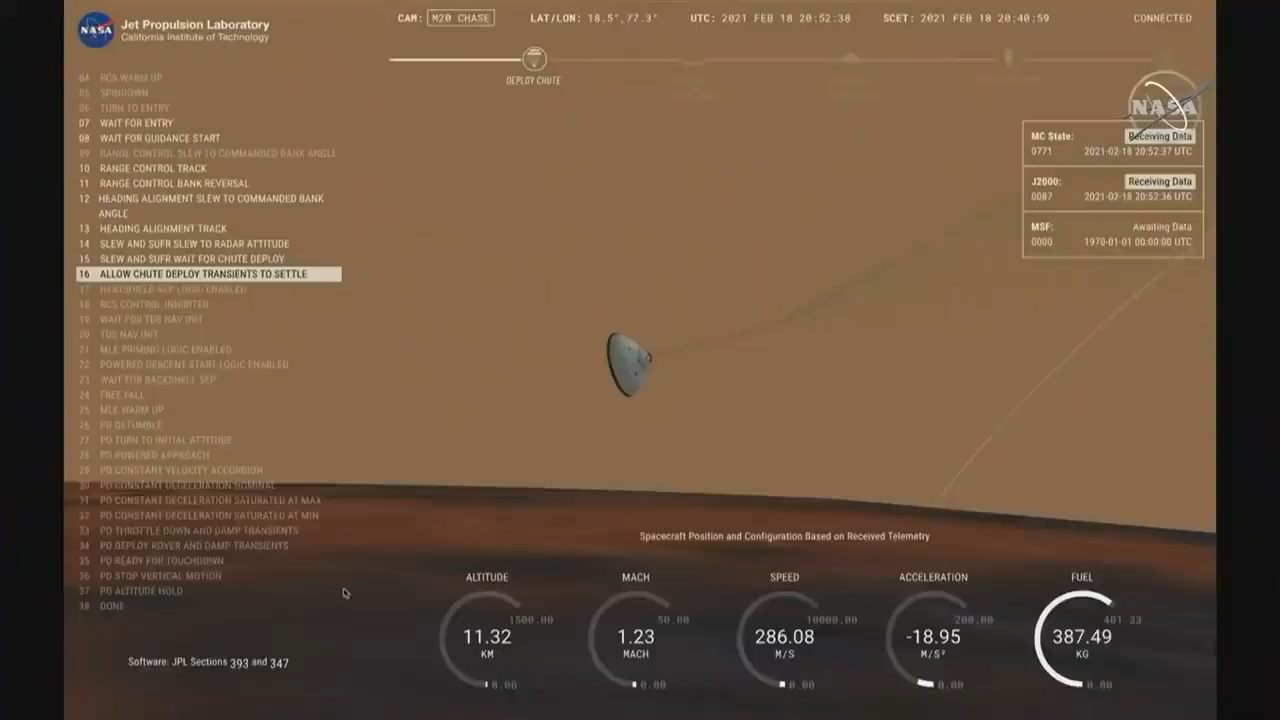 NASA
Jet Propulsion Laboratory
California Institute of Technology
CAM: M20 CHASE LAT/LON: 18.5°,77.3° UTC: 2021 FEB 18 20:52:38 SCET: 2021 FEB 18 20:40:59 CONNECTED
DEPLOY CHUTE
NASA
04 RCS WARM UP
05 SPINDOWN
06 TURN TO ENTRY
07 WAIT FOR ENTRY
08 WAIT FOR GUIDANCE START
09 RANGE CONTROL SLEW TO COMMANDED BANK ANGLE
10 RANGE CONTROL TRACK
11 RANGE CONTROL BANK REVERSAL
12 HEADING ALIGNMENT SLEW TO COMMANDED BANK
ANGLE
13 HEADING ALIGNMENT TRACK
14 SLEW AND SUFR SLEW TO RADAR ATTITUDE
15 SLEW AND SUFR WAIT FOR CHUTE DEPLOY
16 ALLOW CHUTE DEPLOY TRANSIENTS TO SETTLE
17 HEATSHIELD SEP LOGIC ENABLED
18 RCS CONTROL INHIBITED
19 WAIT FOR TDS NAV INIT
20 TDS NAV INIT
21 MLE PRIMING LOGIC ENABLED
22 POWERED DESCENT START LOGIC ENABLED
23 WAIT FOR BACKSHELL SEP
24 FREE FALL
25 MLE WARM UP
26 PD DETUMBLE
27 PD TURN TO INITIAL ATTITUDE
28 PD POWERED APPROACH
29 PD CONSTANT VELOCITY ACCORDION
30 PD CONSTANT DECELERATION NOMINAL
31 PD CONSTANT DECELERATION SATURATED AT MAX
32 PD CONSTANT DECELERATION SATURATED AT MIN
33 PD THROTTLE DOWN AND DAMP TRANSIENTS
34 PD DEPLOY ROVER AND DAMP TRANSIENTS
35 PD READY FOR TOUCHDOWN
36 PD STOP VERTICAL MOTION
37 PD ALTITUDE HOLD
38 DONE
Software: JPL Sections 393 and 347
MC State: Receiving Data
0771 2021-02-18 20:52:37 UTC
J2000: Receiving Data
0087 2021-02-18 20:52:36 UTC
MSF: Awaiting Data
0000 1970-01-01 00:00:00 UTC
Spacecraft Position and Configuration Based on Received Telemetry
ALTITUDE MACH SPEED ACCELERATION FUEL
1500.00 50.00 10000.00 200.00 401.33
11.32 1.23 286.08 -18.95 387.49
KM MACH M/S M/S² KG
0.00 0.00 0.00 0.00 0.00